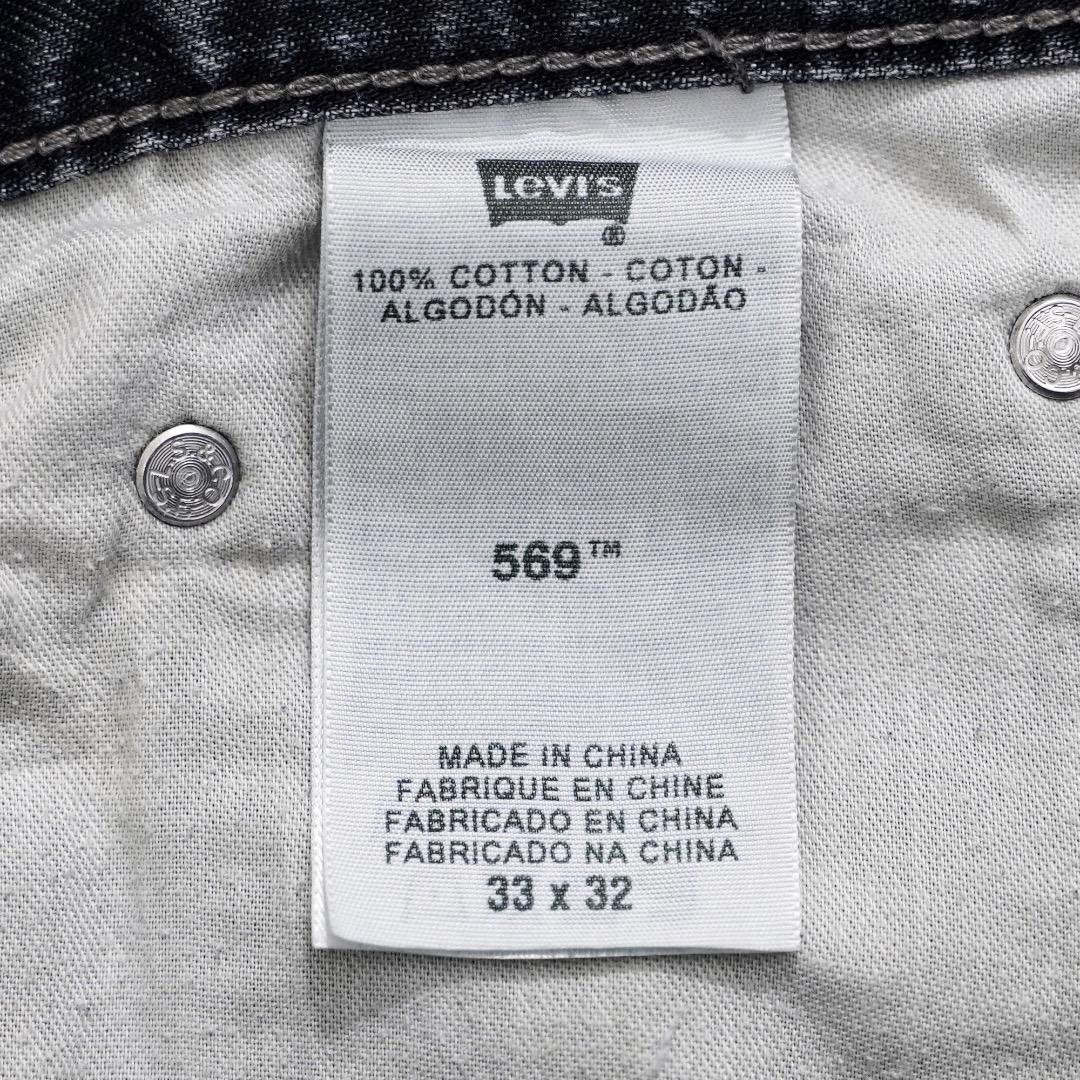 LEVI'S
®
100% COTTON - COTON -
ALGODÓN - ALGODÃO
569™
MADE IN CHINA
FABRIQUE EN CHINE
FABRICADO EN CHINA
FABRICADO NA CHINA
33 x 32